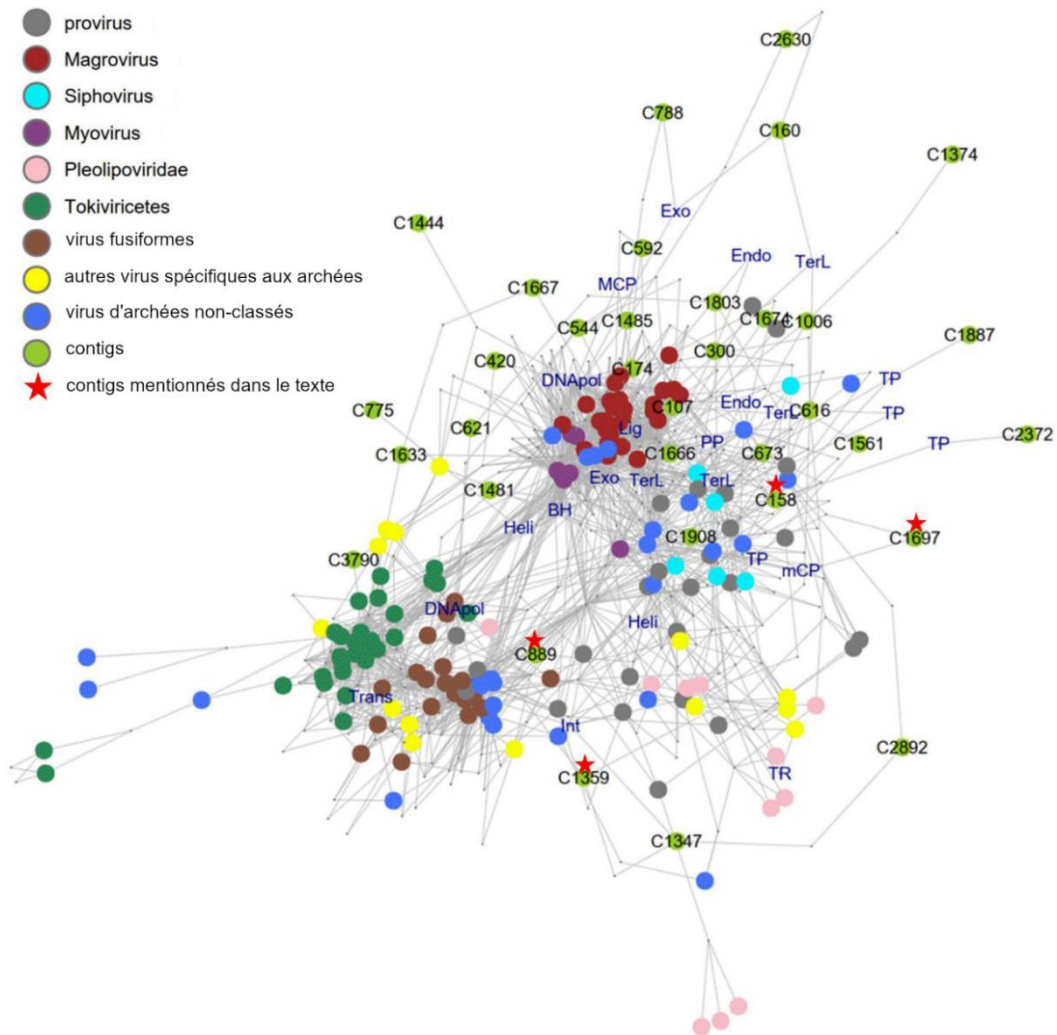 provirus
Magrovirus
Siphovirus
Myovirus
Pleolipoviridae
Tokiviricetes
virus fusiformes
autres virus spécifiques aux archées
virus d'archées non-classés
contigs
contigs mentionnés dans le texte
C2630
C788
C160
C1374
Exo
C1444
C592
Endo
TerL
MCP
C1667
C1803
C544
C1485
C1674
C1006
C1887
C420
C174
C300
DNApol
TP
C775
C107
Endo
TerL
C616
TP
C621
Lig
C1633
C1666
PP
C673
C1561
TP
C2372
C1481
Exo
TerL
TerL
C158
BH
Heli
C1908
C1697
C3790
TP
mCP
DNApol
Heli
C889
Trans
Int
C1359
TR
C2892
C1347